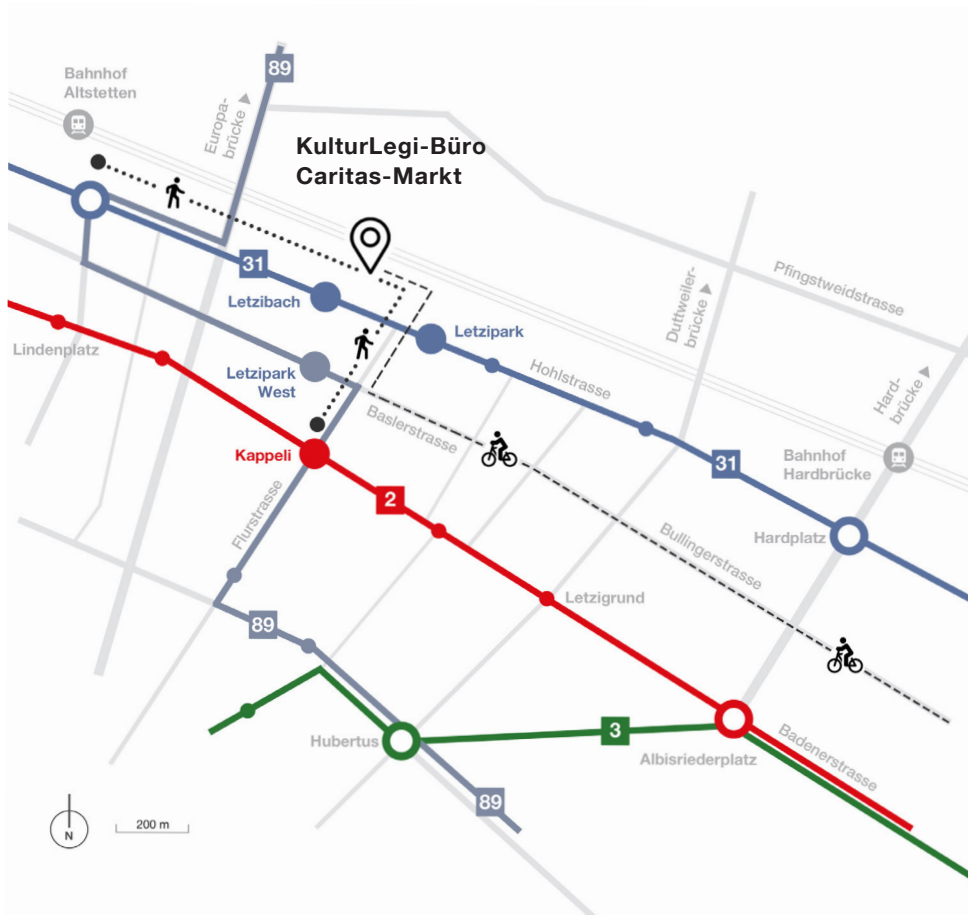 89
Bahnhof
Altstetten
Europa-
brücke
KulturLegi-Büro
Caritas-Markt
31
Letzibach
Letzipark
Duttweiler-
brücke
Pfingstweidstrasse
Lindenplatz
Letzipark
West
Hohlstrasse
Hard-
brücke
Baslerstrasse
Kappeli
Bahnhof
Hardbrücke
31
2
Flurstrasse
Bullingerstrasse
Hardplatz
Letzigrund
89
3
Hubertus
Albisriederplatz
Badenerstrasse
89
N
200 m